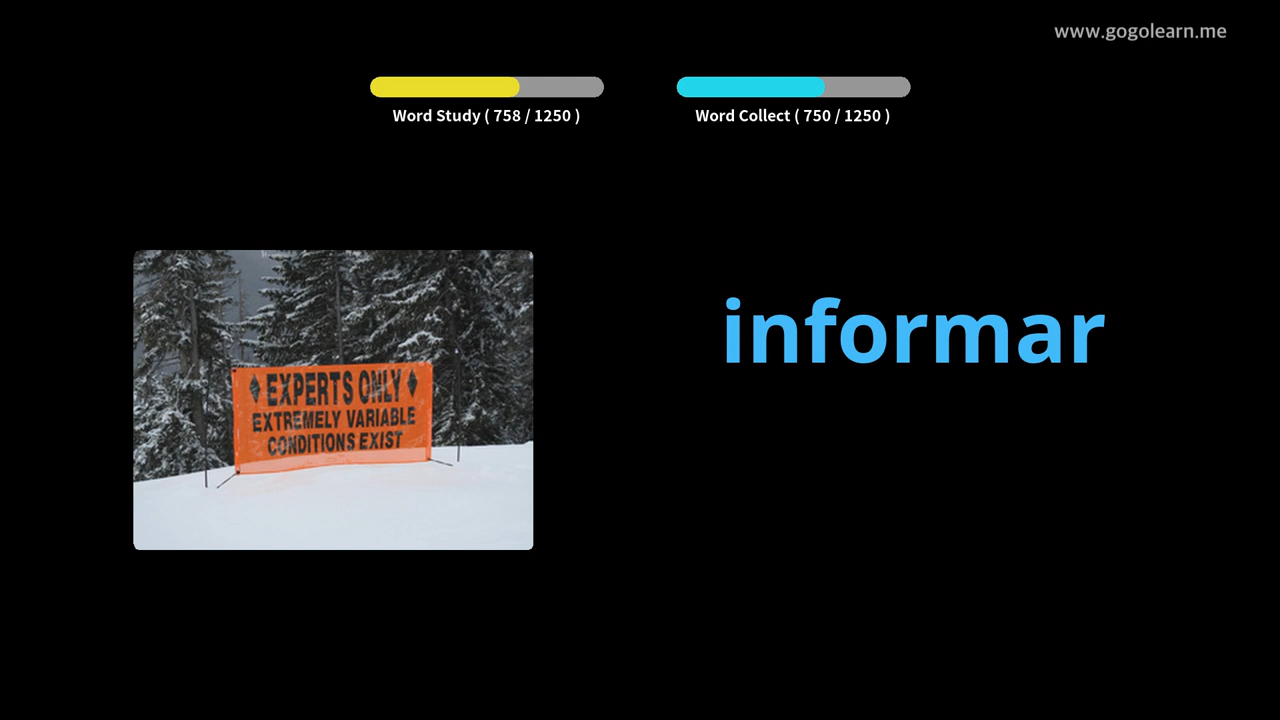 www.gogolearn.me
Word Study ( 758 / 1250 )
Word Collect ( 750 / 1250 )
informar
EXPERTS ONLY
EXTREMELY VARIABLE
CONDITIONS EXIST